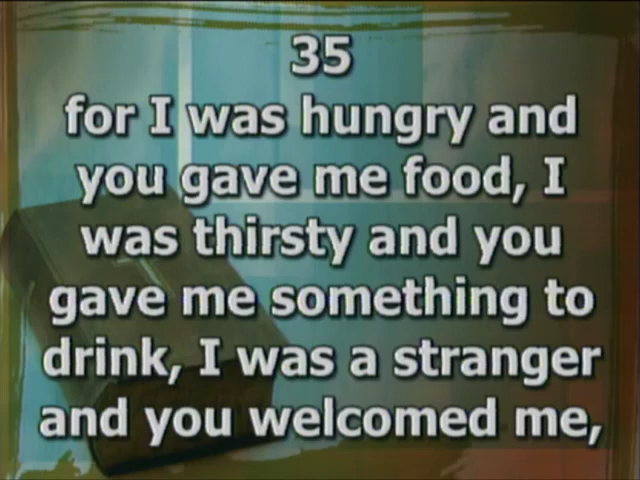 35
for I was hungry and
you gave me food, I
was thirsty and you
gave me something to
drink, I was a stranger
and you welcomed me,